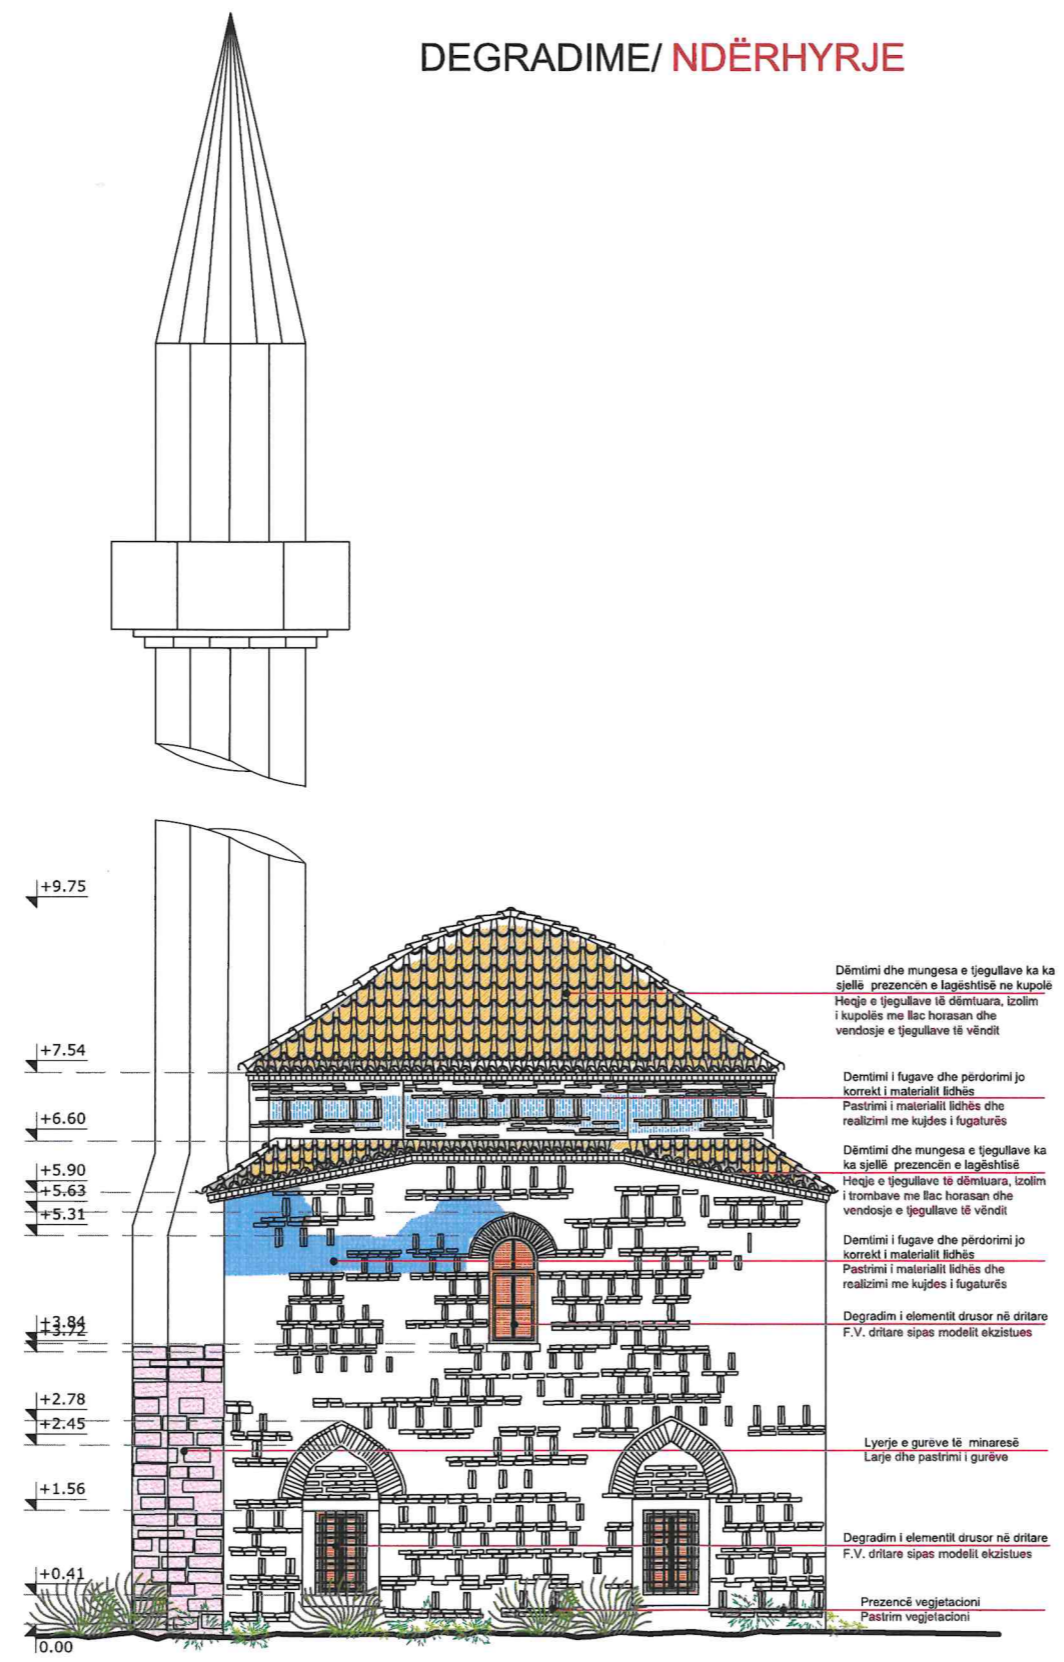 DEGRADIME/ NDËRHYRJE
+9.75
+7.54
+6.60
+5.90
+5.63
+5.31
+3.84
+3.72
+2.78
+2.45
+1.56
+0.41
0.00
Dëmtimi dhe mungesa e tjegullave ka ka
sjellë prezencën e lagështisë ne kupolë
Heqje e tjegullave të dëmtuara, izolim
i kupolës me llac horasan dhe
vendosje e tjegullave të vëndit
Demtimi i fugave dhe përdorimi jo
korrekt i materialit lidhës
Pastrimi i materialit lidhës dhe
realizimi me kujdes i fugaturës
Dëmtimi dhe mungesa e tjegullave ka
ka sjellë prezencën e lagështisë
Heqje e tjegullave të dëmtuara, izolim
i trombave me llac horasan dhe
vendosje e tjegullave të vëndit
Demtimi i fugave dhe përdorimi jo
korrekt i materialit lidhës
Pastrimi i materialit lidhës dhe
realizimi me kujdes i fugaturës
Degradim i elementit drusor në dritare
F.V. dritare sipas modelit ekzistues
Lyerje e gurëve të minaresë
Larje dhe pastrimi i gurëve
Degradim i elementit drusor në dritare
F.V. dritare sipas modelit ekzistues
Prezencë vegjetacioni
Pastrim vegjetacioni